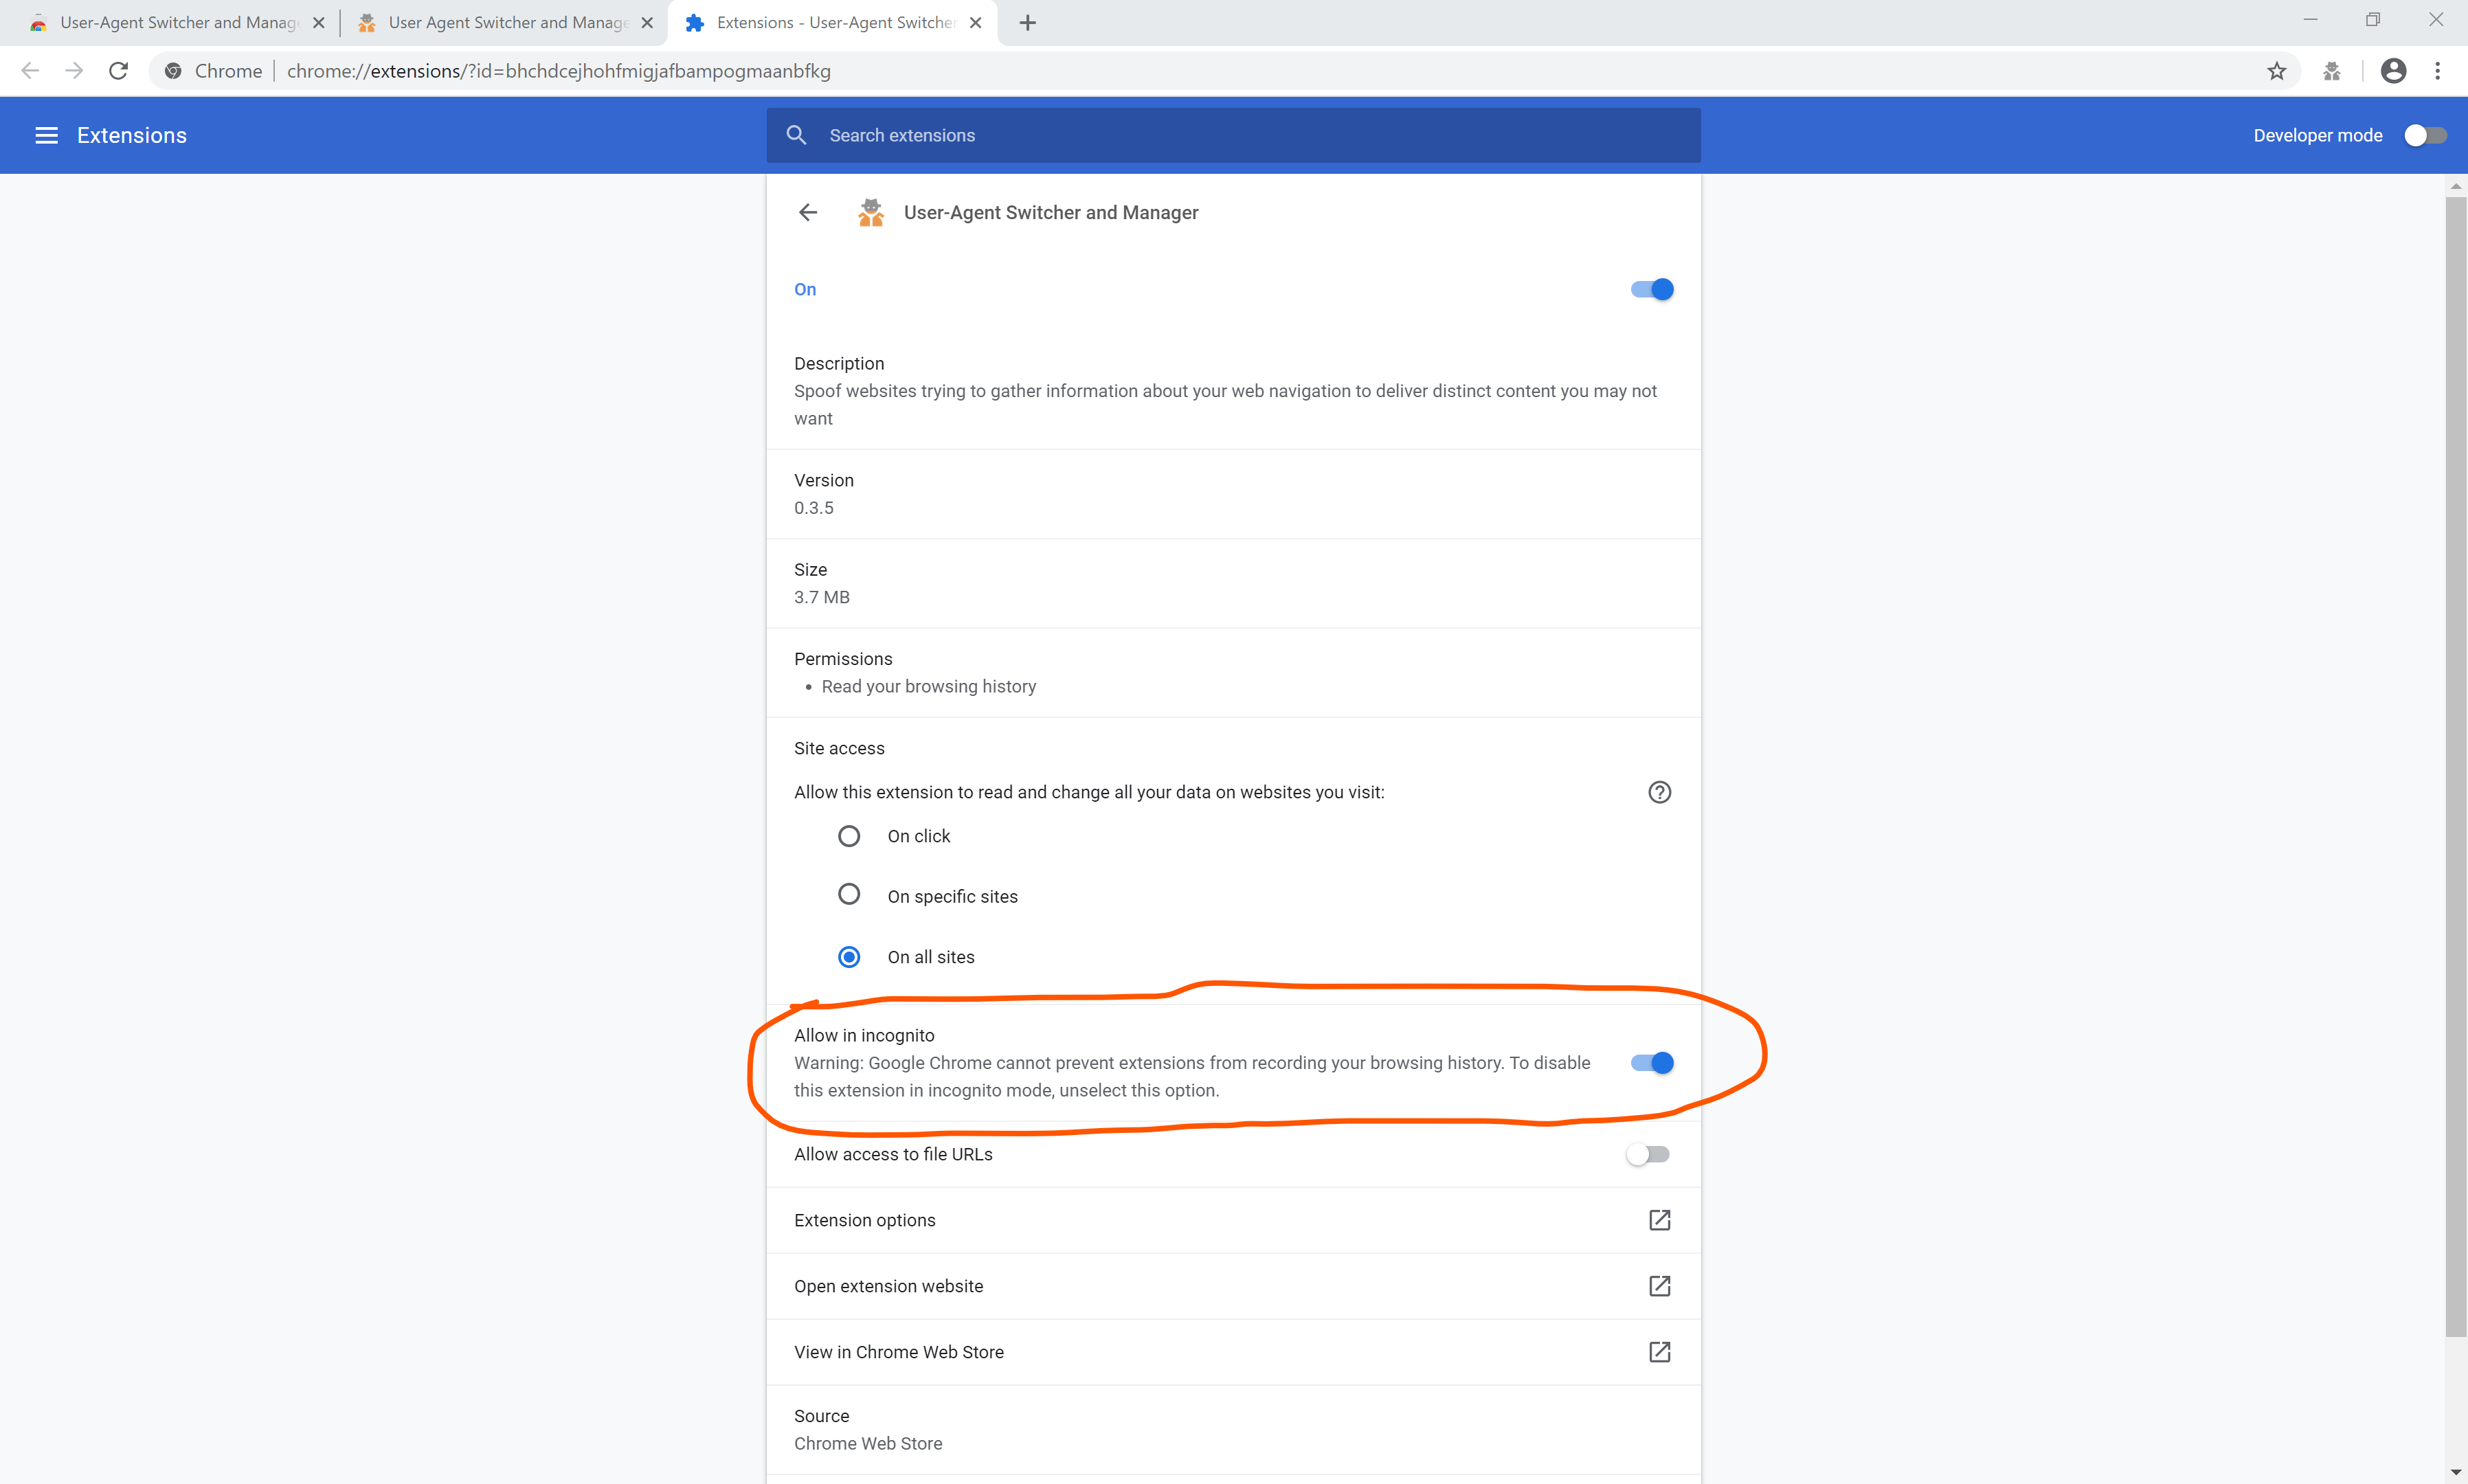 User-Agent Switcher and Manag
User Agent Switcher and Manage
Extensions - User-Agent Switcher
Chrome
chrome://extensions/?id=bhchdcejhohfmigjafbampogmaanbfkg
Extensions
Search extensions
Developer mode
User-Agent Switcher and Manager
On
Description
Spoof websites trying to gather information about your web navigation to deliver distinct content you may not
want
Version
0.3.5
Size
3.7 MB
Permissions
• Read your browsing history
Site access
Allow this extension to read and change all your data on websites you visit:
On click
On specific sites
On all sites
Allow in incognito
Warning: Google Chrome cannot prevent extensions from recording your browsing history. To disable
this extension in incognito mode, unselect this option.
Allow access to file URLs
Extension options
Open extension website
View in Chrome Web Store
Source
Chrome Web Store